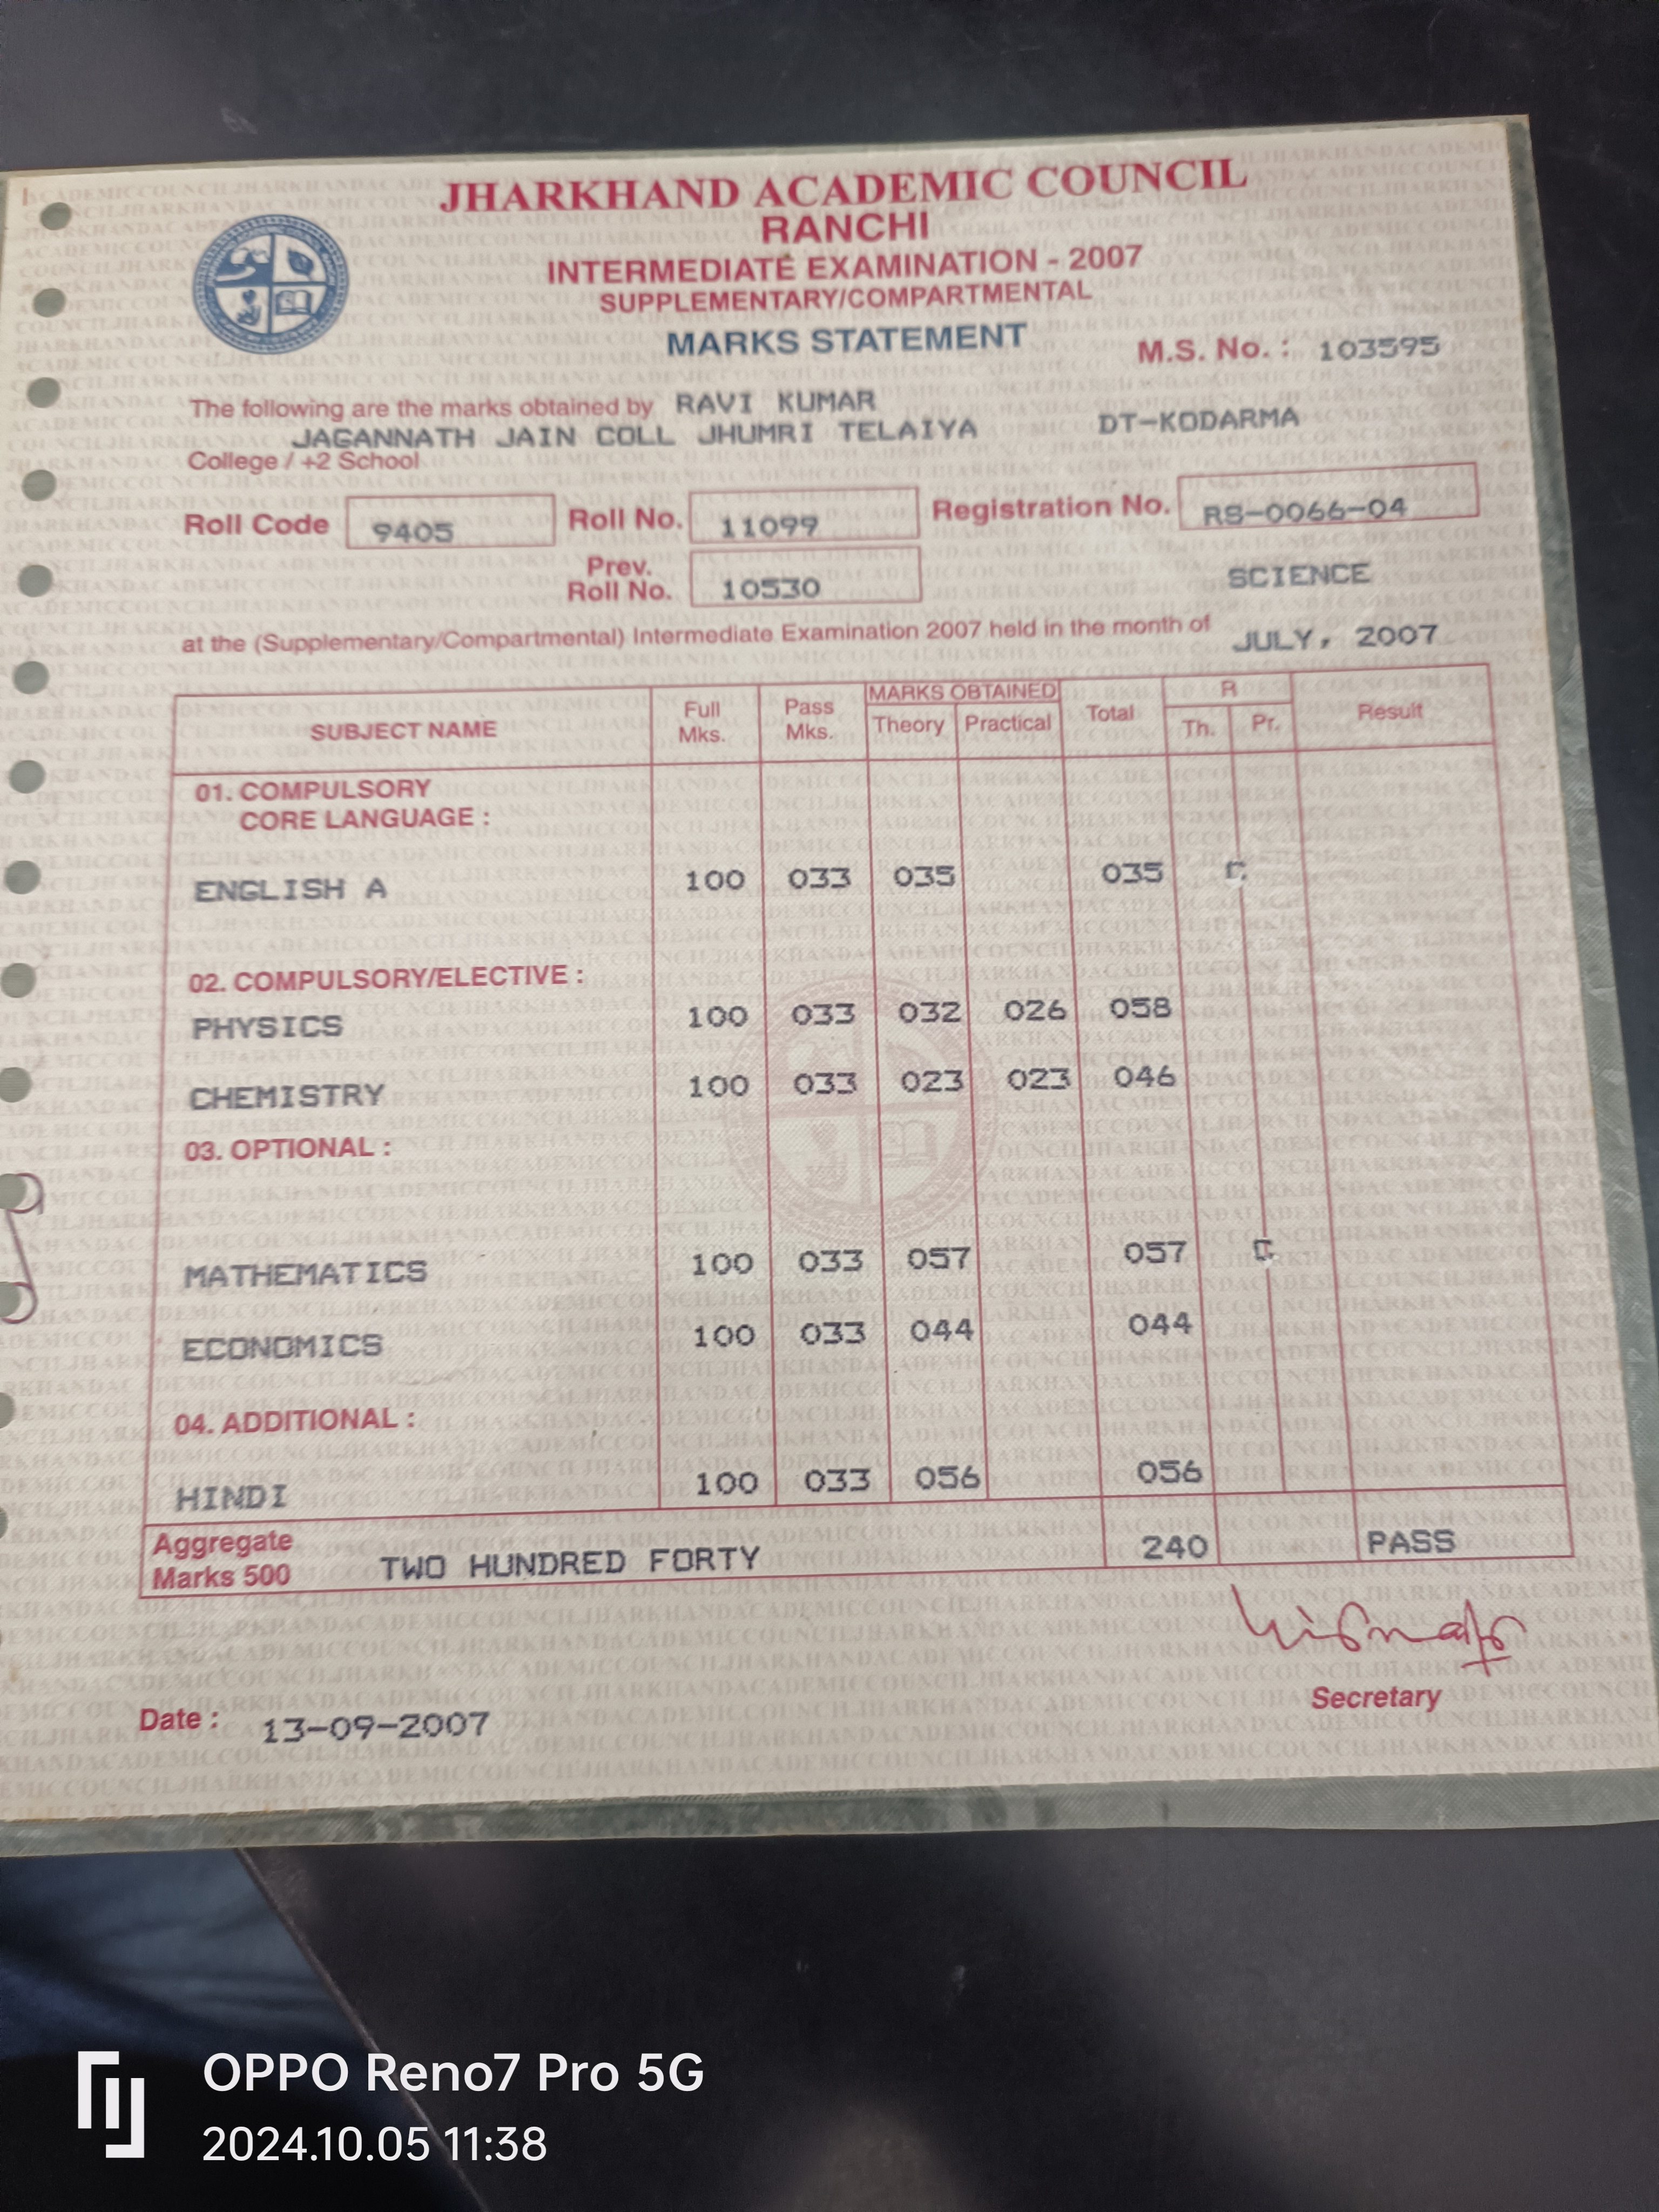 JHARKHAND ACADEMIC COUNCIL
RANCHI
INTERMEDIATE EXAMINATION - 2007
SUPPLEMENTARY/COMPARTMENTAL
MARKS STATEMENT
M.S. No. : 103595
The following are the marks obtained by RAVI KUMAR
JAGANNATH JAIN COLL JHUMRI TELAIYA DT-KODARMA
College / +2 School
Roll Code 9405 Roll No. 11099 Registration No. RS-0066-04
Prev. Roll No. 10530 SCIENCE
at the (Supplementary/Compartmental) Intermediate Examination 2007 held in the month of JULY, 2007
SUBJECT NAME Full Mks. Pass Mks. MARKS OBTAINED Theory Practical Total R Th. Pr. Result
01. COMPULSORY
CORE LANGUAGE :
ENGLISH A 100 033 035 035 C
02. COMPULSORY/ELECTIVE :
PHYSICS 100 033 032 026 058
CHEMISTRY 100 033 023 023 046
03. OPTIONAL :
MATHEMATICS 100 033 057 057 C
ECONOMICS 100 033 044 044
04. ADDITIONAL :
HINDI 100 033 056 056
Aggregate
Marks 500 TWO HUNDRED FORTY 240 PASS
Secretary
Date : 13-09-2007
OPPO Reno7 Pro 5G
2024.10.05 11:38